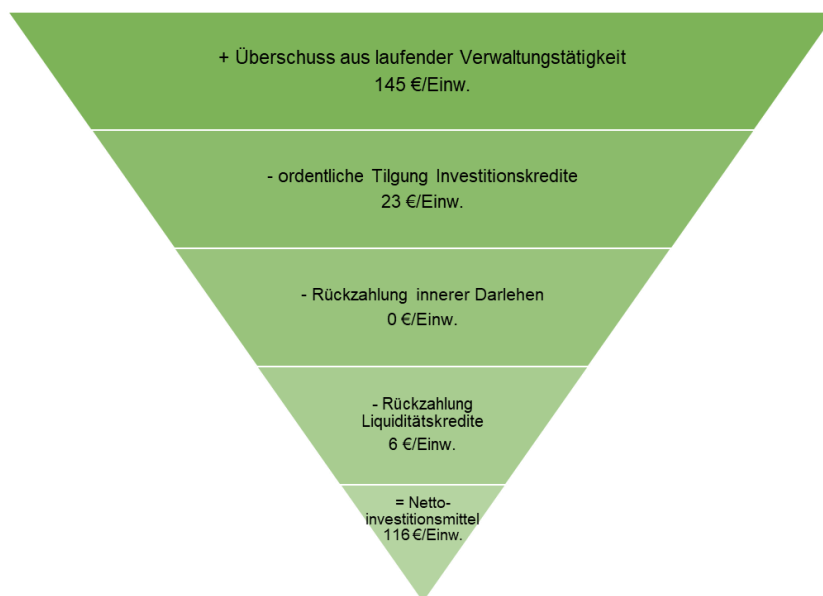 + Überschuss aus laufender Verwaltungstätigkeit
145 €/Einw.
- ordentliche Tilgung Investitionskredite
23 €/Einw.
- Rückzahlung innerer Darlehen
0 €/Einw.
- Rückzahlung
Liquiditätskredite
6 €/Einw.
= Netto-
investitionsmittel
116 €/Einw.